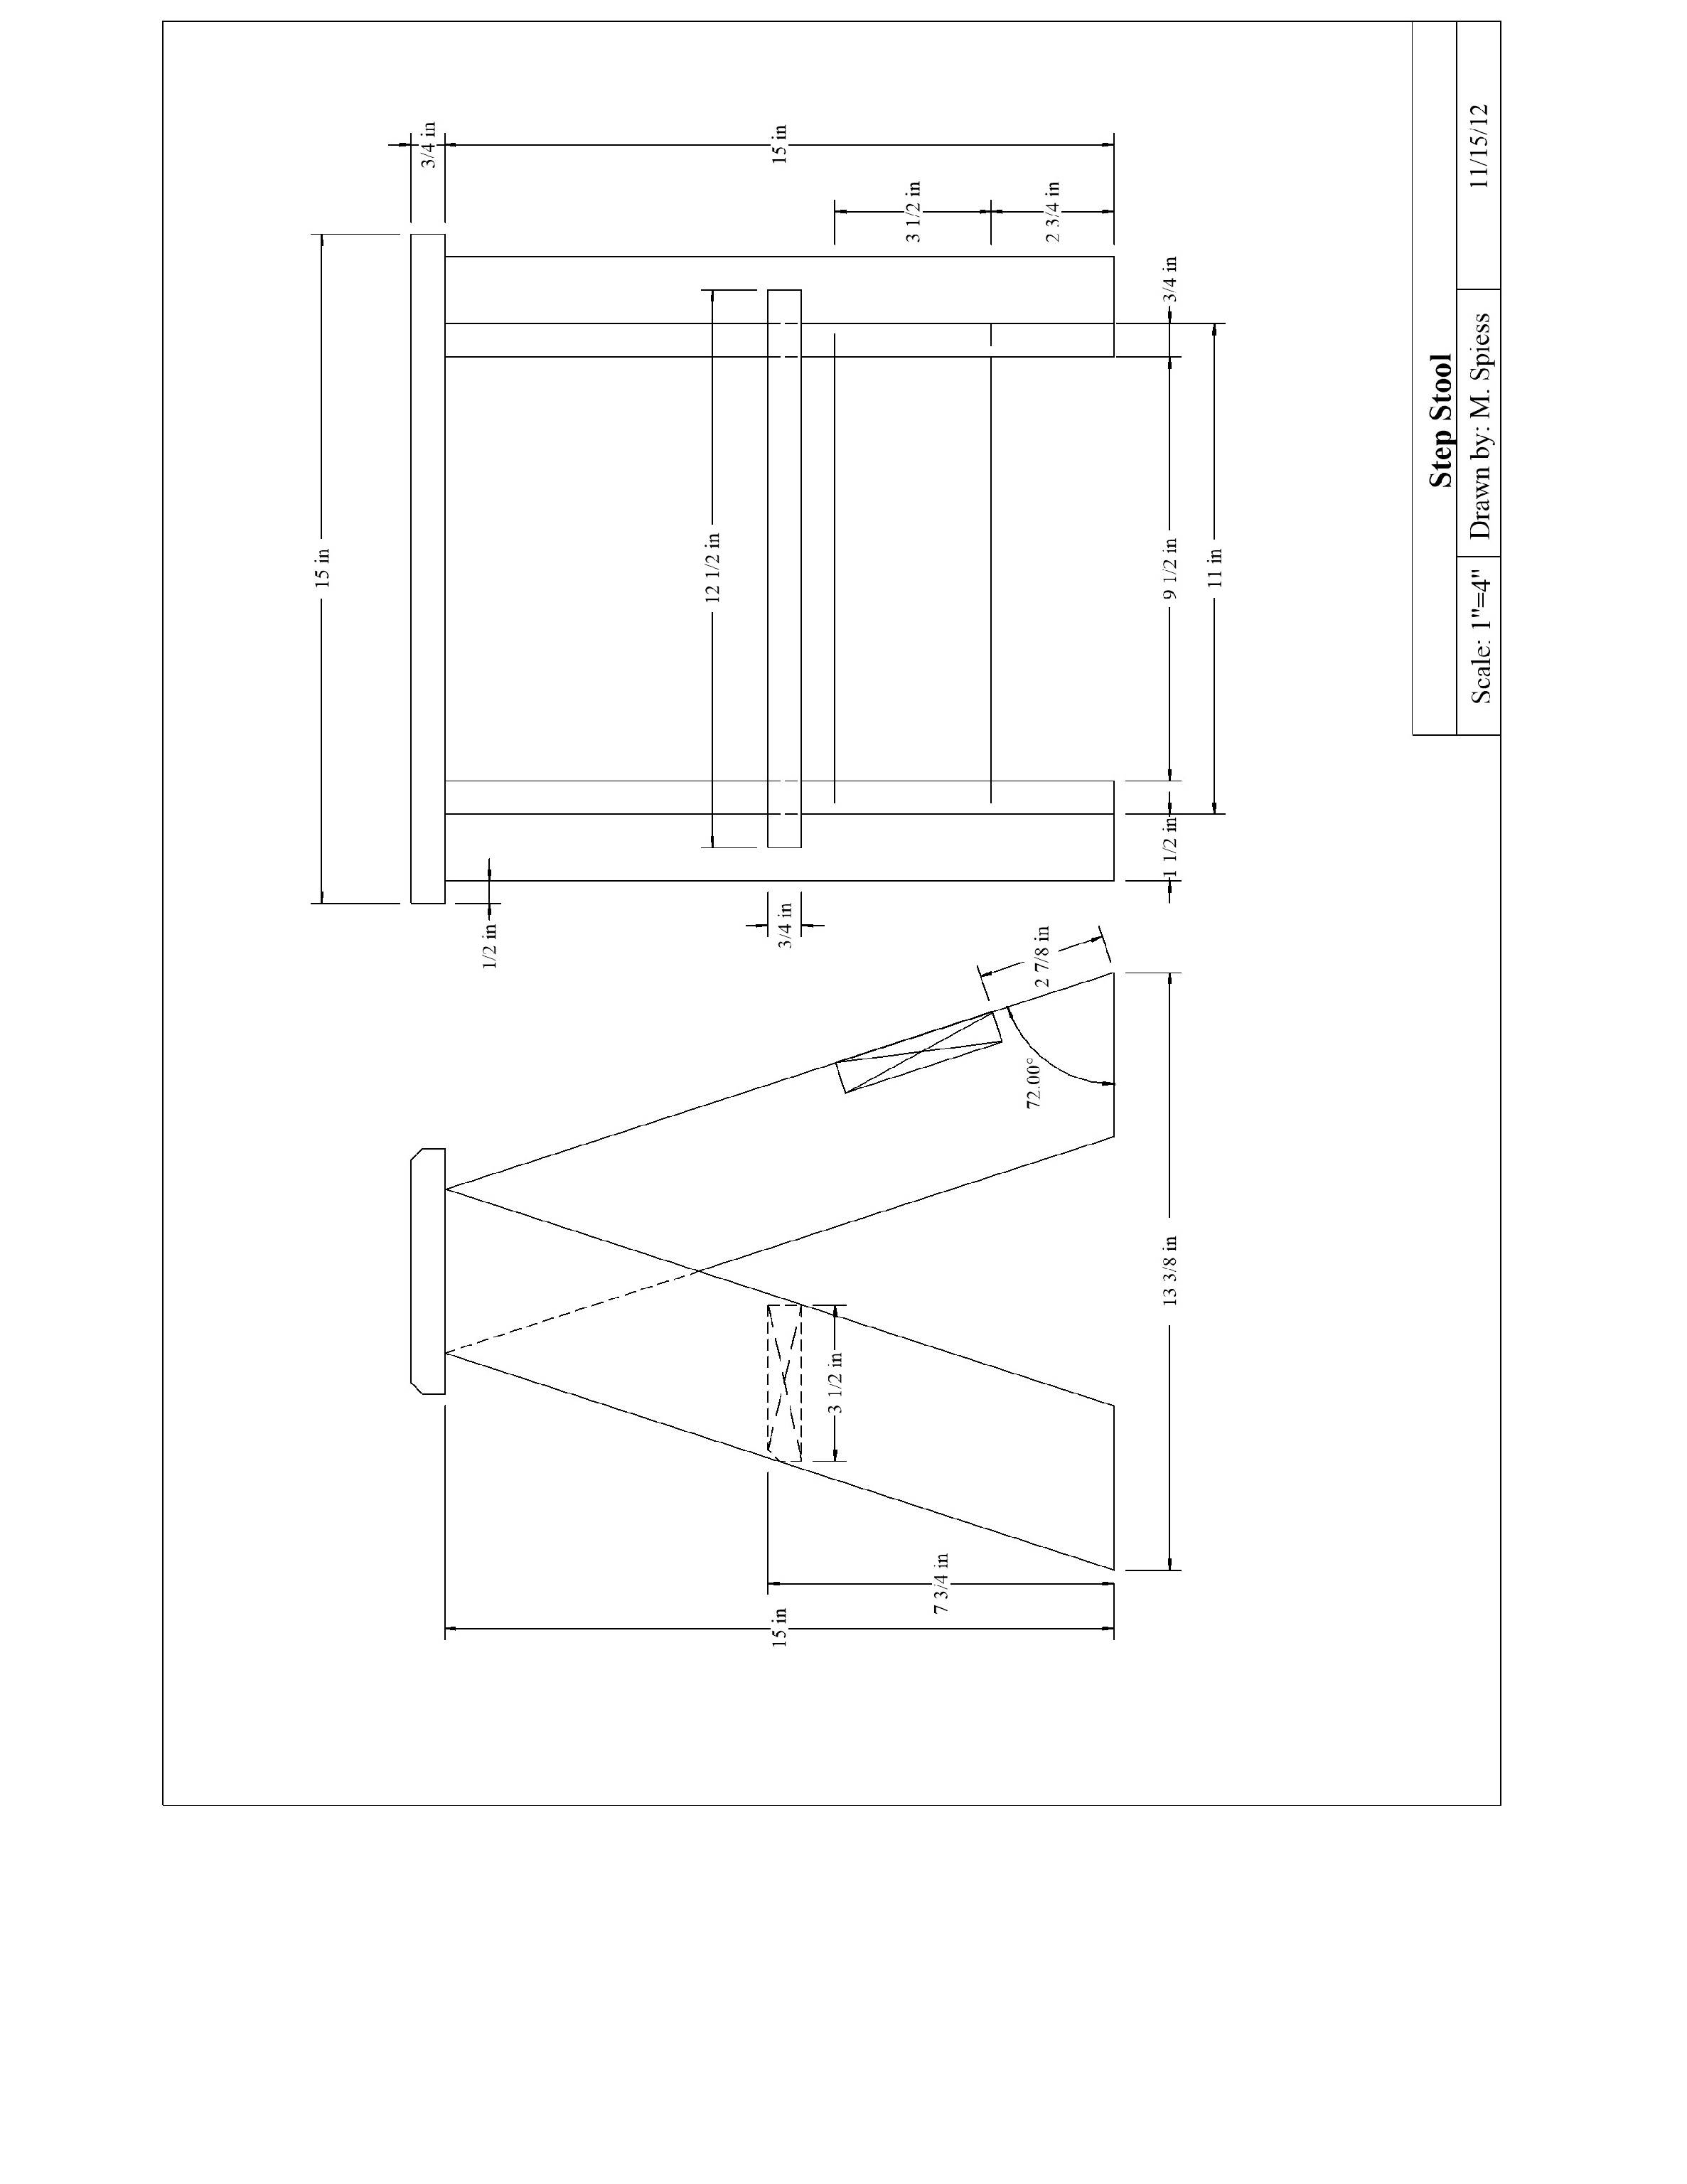 15 in
3/4 in
15 in
1/2 in
12 1/2 in
3/4 in
3 1/2 in
2 3/4 in
3/4 in
9 1/2 in
1 1/2 in
11 in
2 7/8 in
72.00°
3 1/2 in
13 3/8 in
7 3/4 in
15 in
Step Stool
Scale: 1"=4" Drawn by: M. Spiess 11/15/12